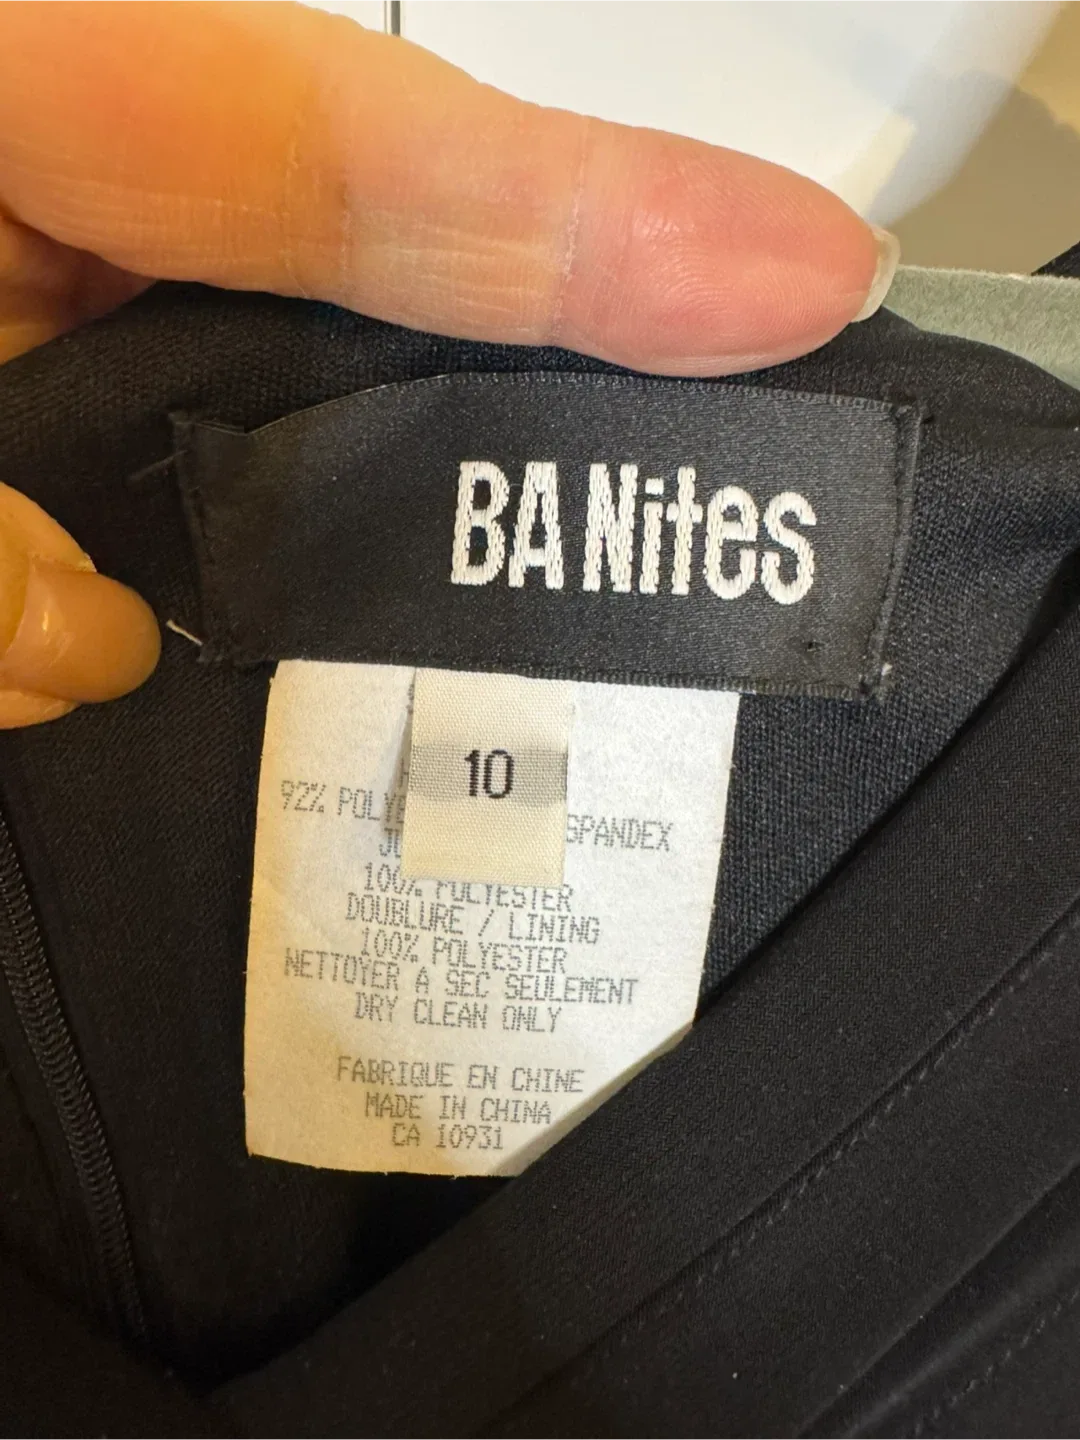 BA Nites
10
92% POLYE SPANDEX
100% POLYESTER
DOUBLURE / LINING
100% POLYESTER
NETTOYER A SEC SEULEMENT
DRY CLEAN ONLY
FABRIQUE EN CHINE
MADE IN CHINA
CA 10931